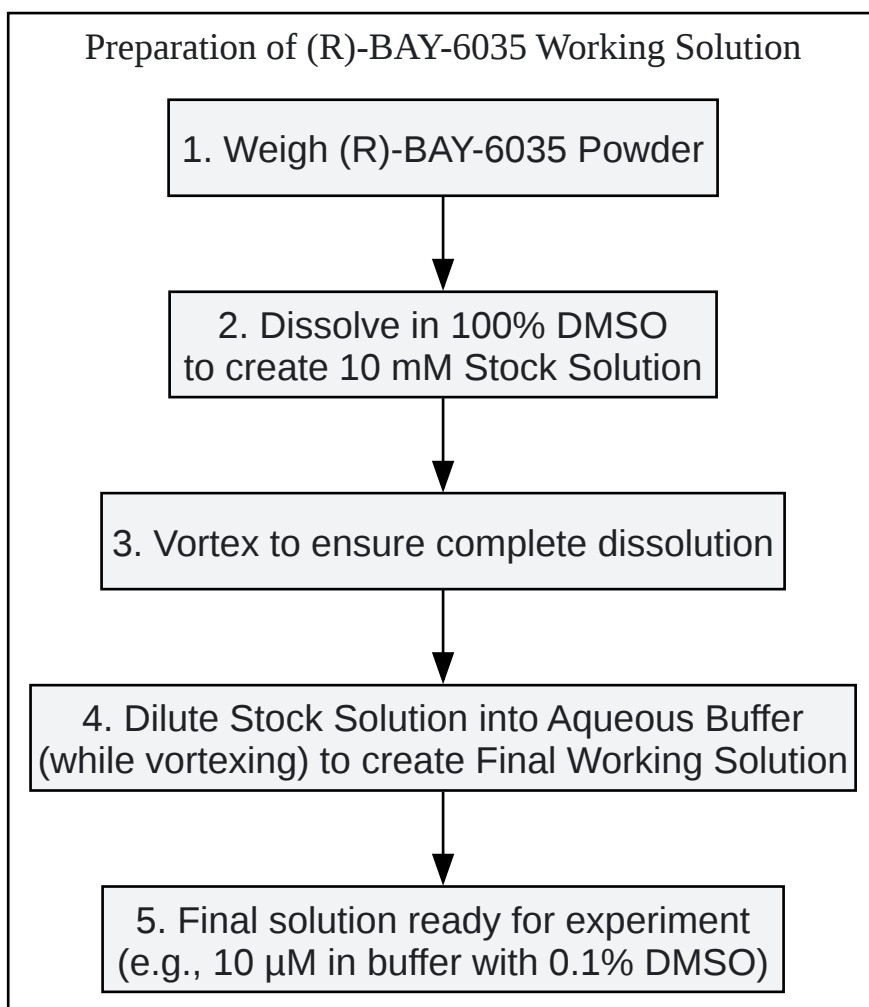 Preparation of (R)-BAY-6035 Working Solution
1. Weigh (R)-BAY-6035 Powder
2. Dissolve in 100% DMSO
to create 10 mM Stock Solution
3. Vortex to ensure complete dissolution
4. Dilute Stock Solution into Aqueous Buffer
(while vortexing) to create Final Working Solution
5. Final solution ready for experiment
(e.g., 10 µM in buffer with 0.1% DMSO)